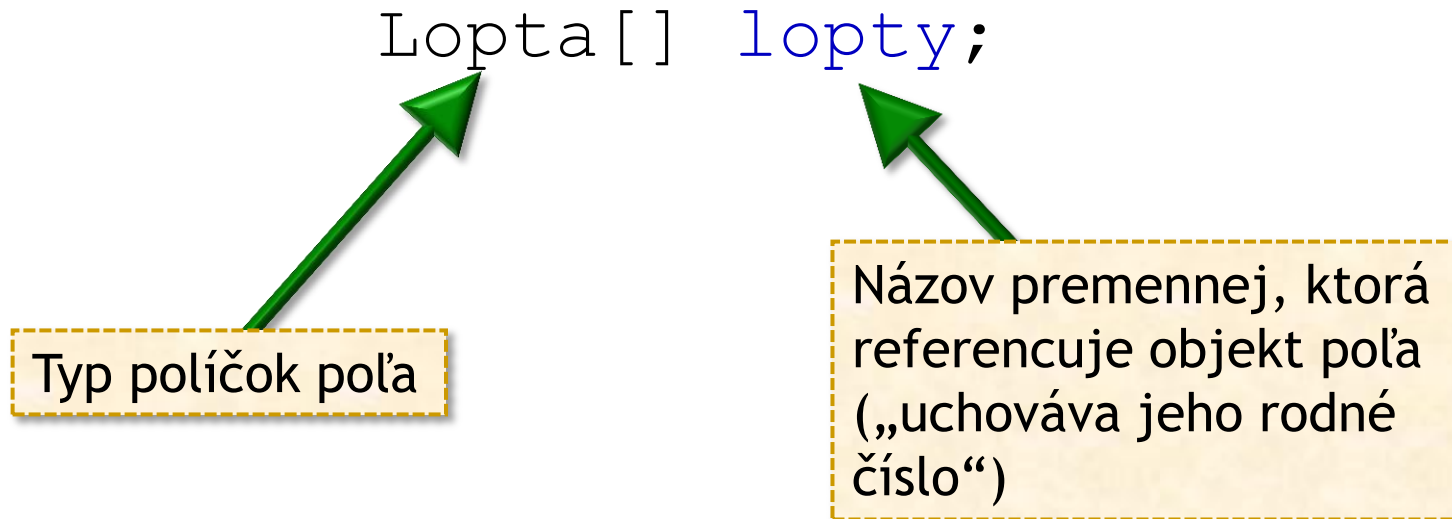 Lopta[] lopty;
Typ políčok poľa
Názov premennej, ktorá
referencuje objekt poľa
(„uchováva jeho rodné
číslo“)